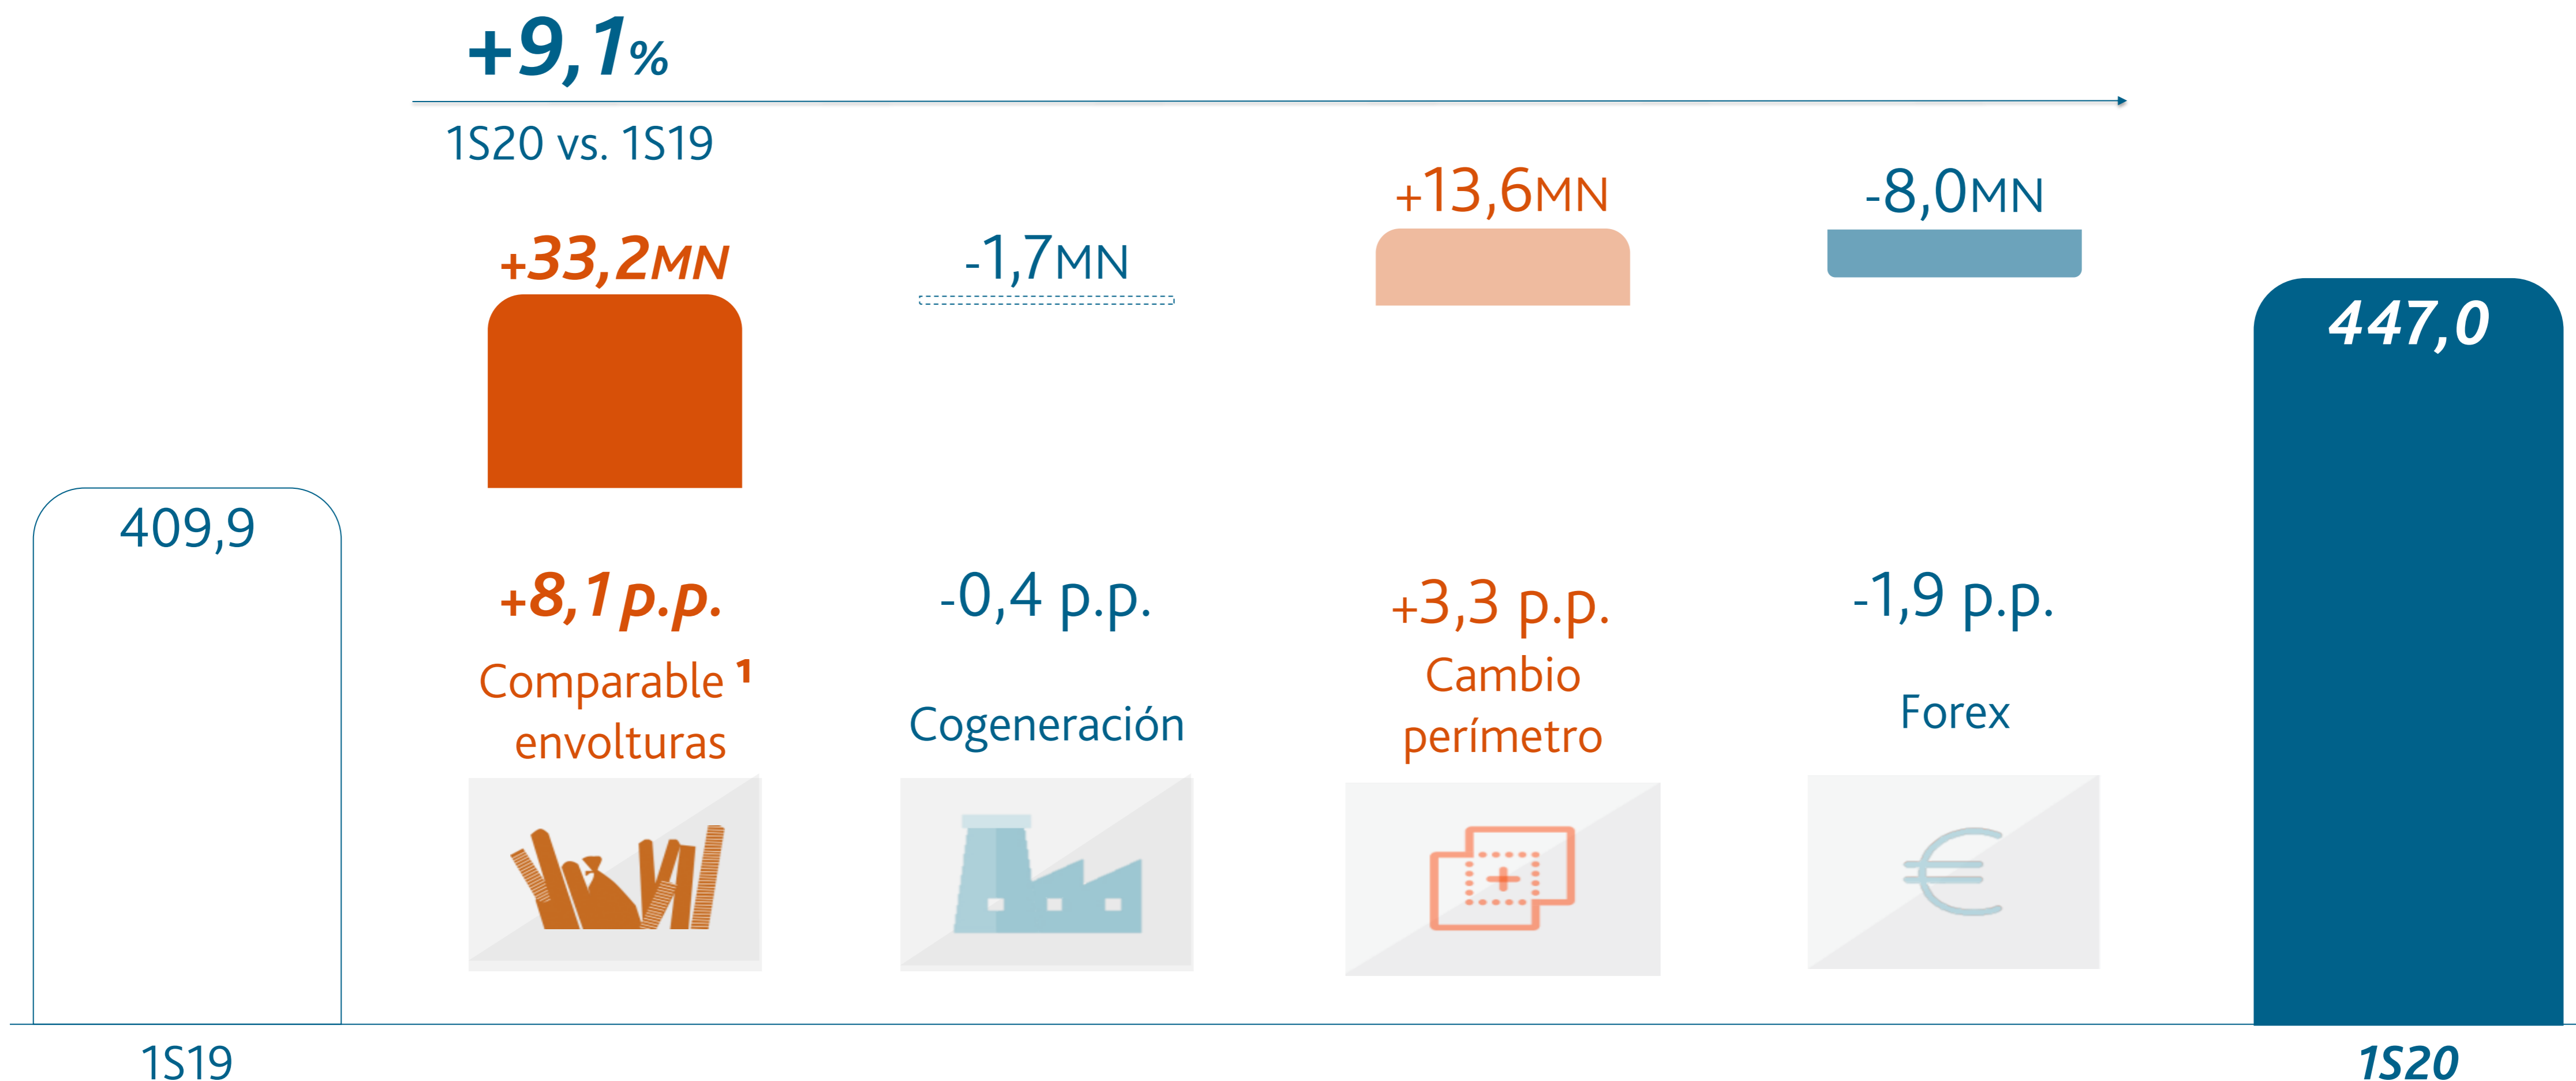 +9,1%
1S20 vs. 1S19
+33,2MN
-1,7MN
+13,6MN
-8,0MN
409,9
447,0
+8,1 p.p.
-0,4 p.p.
+3,3 p.p.
-1,9 p.p.
Comparable 1
envolturas
Cogeneración
Cambio
perímetro
Forex
€
1S19
1S20